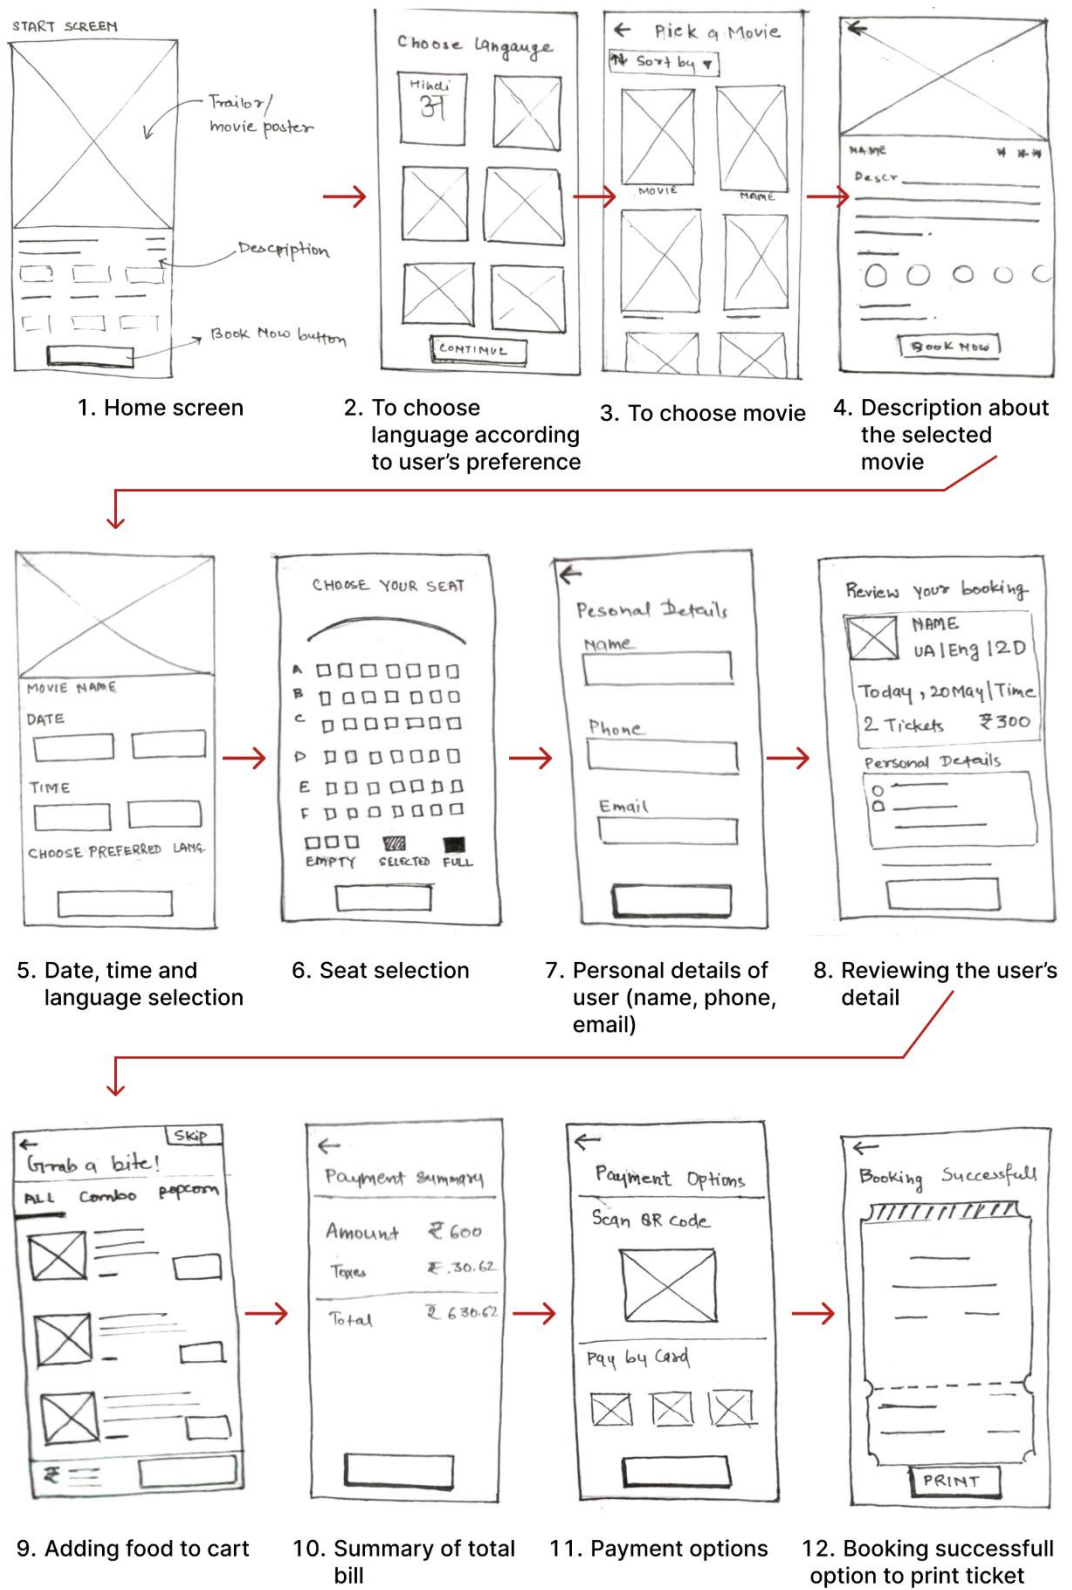 START SCREEN
Trailor/
movie poster
Description
Book Now button
1. Home screen
Choose Langauge
Hindi
अ
CONTINUE
2. To choose
language according
to user's preference
← Pick a Movie
Sort by ▼
MOVIE
NAME
3. To choose movie
←
NAME
Descr
BOOK NOW
4. Description about
the selected
movie
MOVIE NAME
DATE
TIME
CHOOSE PREFERRED LANG.
5. Date, time and
language selection
CHOOSE YOUR SEAT
A
B
C
D
E
F
EMPTY SELECTED FULL
6. Seat selection
←
Pesonal Details
Name
Phone
Email
7. Personal details of
user (name, phone,
email)
Review your booking
NAME
UA|Eng|2D
Today, 20 May|Time
2 Tickets ₹300
Personal Details
8. Reviewing the user's
detail
← Skip
Grab a bite!
ALL Combo popcorn
₹
9. Adding food to cart
←
Payment summary
Amount ₹600
Taxes ₹.30.62
Total ₹630.62
10. Summary of total
bill
←
Payment Options
Scan QR code
Pay by Card
11. Payment options
←
Booking Successfull
PRINT
12. Booking successfull
option to print ticket